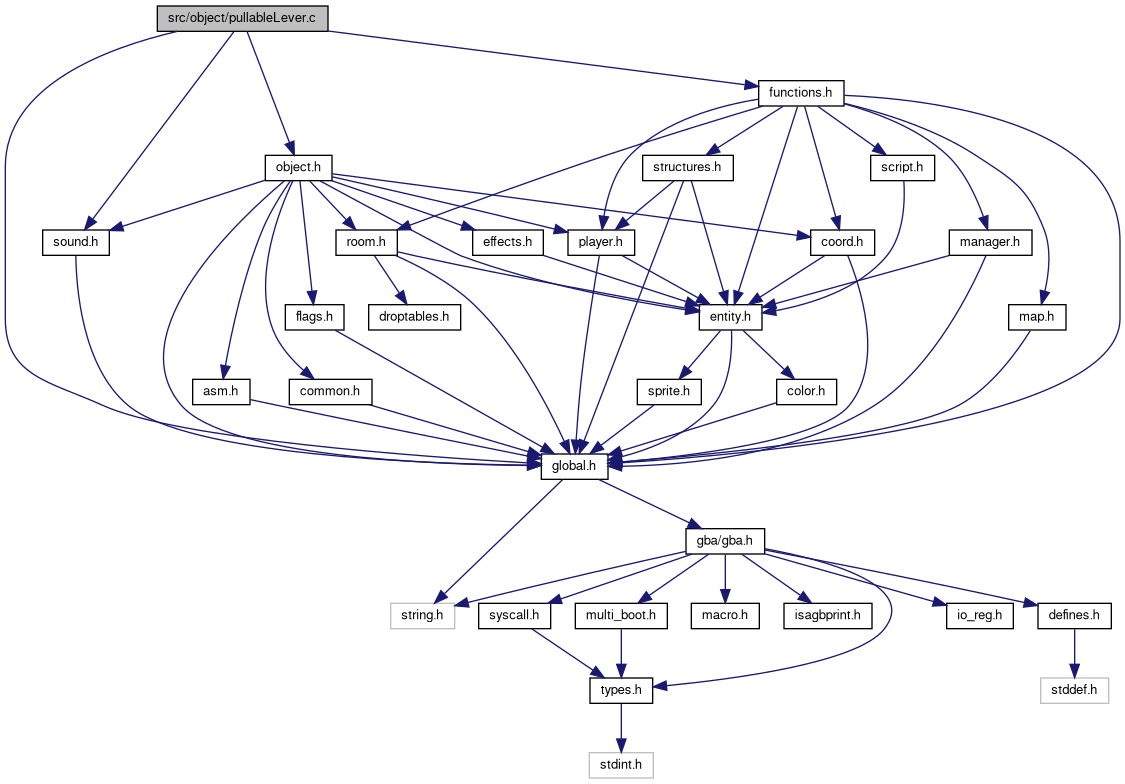 src/object/pullableLever.c
functions.h
object.h
structures.h
script.h
sound.h
room.h
effects.h
player.h
coord.h
manager.h
flags.h
droptables.h
entity.h
map.h
asm.h
common.h
sprite.h
color.h
global.h
gba/gba.h
string.h
syscall.h
multi_boot.h
macro.h
isagbprint.h
io_reg.h
defines.h
types.h
stddef.h
stdint.h